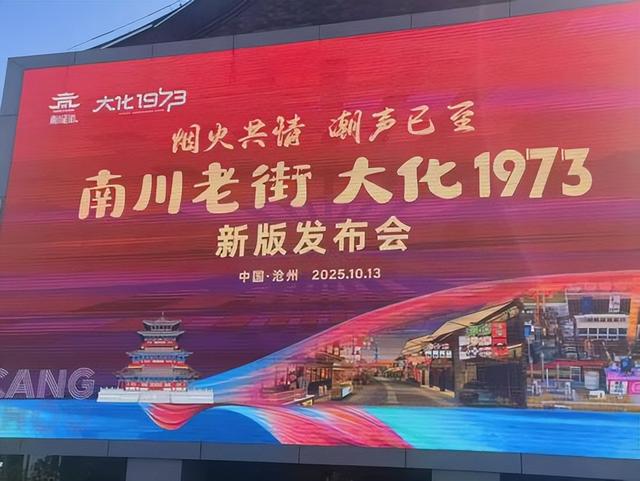 大化1973
烟火共情 潮声已至
南川老街 大化1973
新版发布会
中国·沧州 2025.10.13
CANG